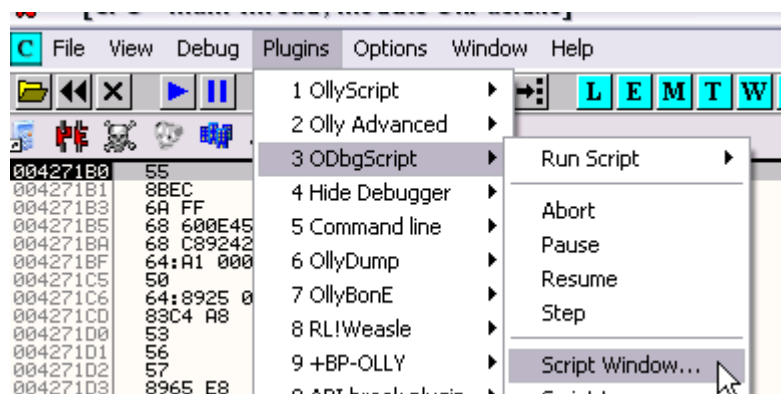 C File View Debug Plugins Options Window Help
L E M T W
1 OllyScript
2 Olly Advanced
3 ODbgScript
4 Hide Debugger
5 Command line
6 OllyDump
7 OllyBonE
8 RL!Weasle
9 +BP-OLLY
Run Script
Abort
Pause
Resume
Step
Script Window...
004271B0 55
004271B1 8BEC
004271B3 6A FF
004271B5 68 600E45
004271BA 68 C89242
004271BF 64:A1 000
004271C5 50
004271C6 64:8925 0
004271CD 83C4 A8
004271D0 53
004271D1 56
004271D2 57
004271D3 8965 E8